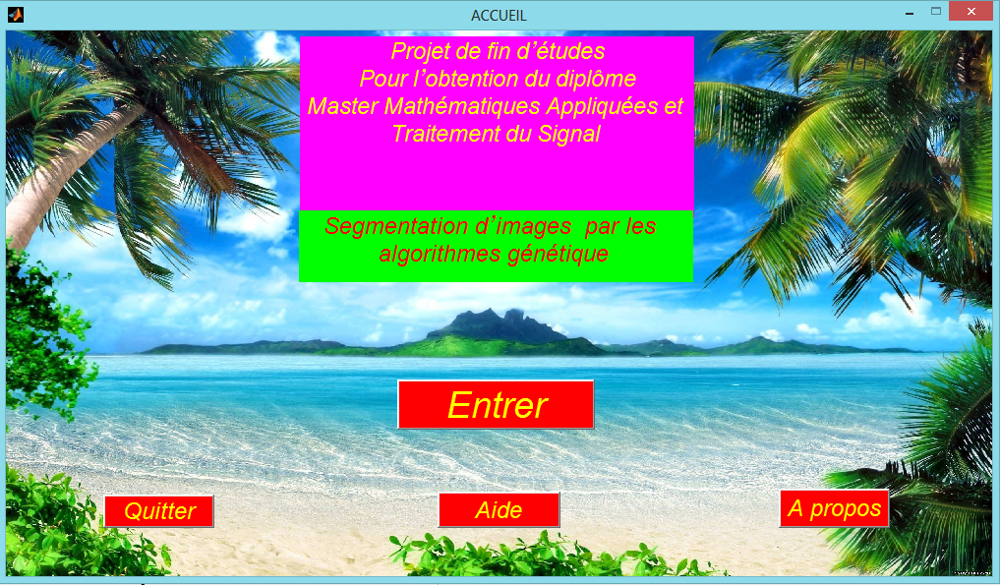 ACCUEIL
Projet de fin d'études
Pour l'obtention du diplôme
Master Mathématiques Appliquées et
Traitement du Signal
Segmentation d'images par les
algorithmes génétique
Entrer
Quitter
Aide
A propos